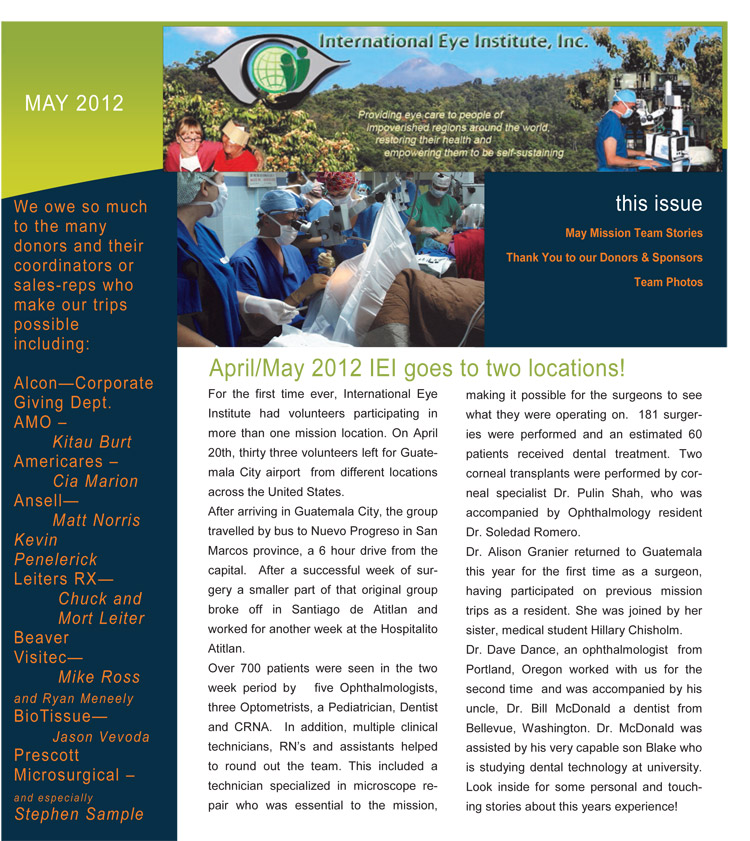 MAY 2012
International Eye Institute, Inc.
Providing eye care to people of
impoverished regions around the world,
restoring their health and
empowering them to be self-sustaining
this issue
May Mission Team Stories
Thank You to our Donors & Sponsors
Team Photos
We owe so much
to the many
donors and their
coordinators or
sales-reps who
make our trips
possible
including:
Alcon—Corporate
Giving Dept.
AMO –
Kitau Burt
Americares –
Cia Marion
Ansell—
Matt Norris
Kevin
Penelerick
Leiters RX—
Chuck and
Mort Leiter
Beaver
Visitec—
Mike Ross
and Ryan Meneely
BioTissue—
Jason Vevoda
Prescott
Microsurgical –
and especially
Stephen Sample
April/May 2012 IEI goes to two locations!
For the first time ever, International Eye
Institute had volunteers participating in
more than one mission location. On April
20th, thirty three volunteers left for Guate-
mala City airport from different locations
across the United States.
After arriving in Guatemala City, the group
travelled by bus to Nuevo Progreso in San
Marcos province, a 6 hour drive from the
capital. After a successful week of sur-
gery a smaller part of that original group
broke off in Santiago de Atitlan and
worked for another week at the Hospitalito
Atitlan.
Over 700 patients were seen in the two
week period by five Ophthalmologists,
three Optometrists, a Pediatrician, Dentist
and CRNA. In addition, multiple clinical
technicians, RN's and assistants helped
to round out the team. This included a
technician specialized in microscope re-
pair who was essential to the mission,
making it possible for the surgeons to see
what they were operating on. 181 surger-
ies were performed and an estimated 60
patients received dental treatment. Two
corneal transplants were performed by cor-
neal specialist Dr. Pulin Shah, who was
accompanied by Ophthalmology resident
Dr. Soledad Romero.
Dr. Alison Granier returned to Guatemala
this year for the first time as a surgeon,
having participated on previous mission
trips as a resident. She was joined by her
sister, medical student Hillary Chisholm.
Dr. Dave Dance, an ophthalmologist from
Portland, Oregon worked with us for the
second time and was accompanied by his
uncle, Dr. Bill McDonald a dentist from
Bellevue, Washington. Dr. McDonald was
assisted by his very capable son Blake who
is studying dental technology at university.
Look inside for some personal and touch-
ing stories about this years experience!